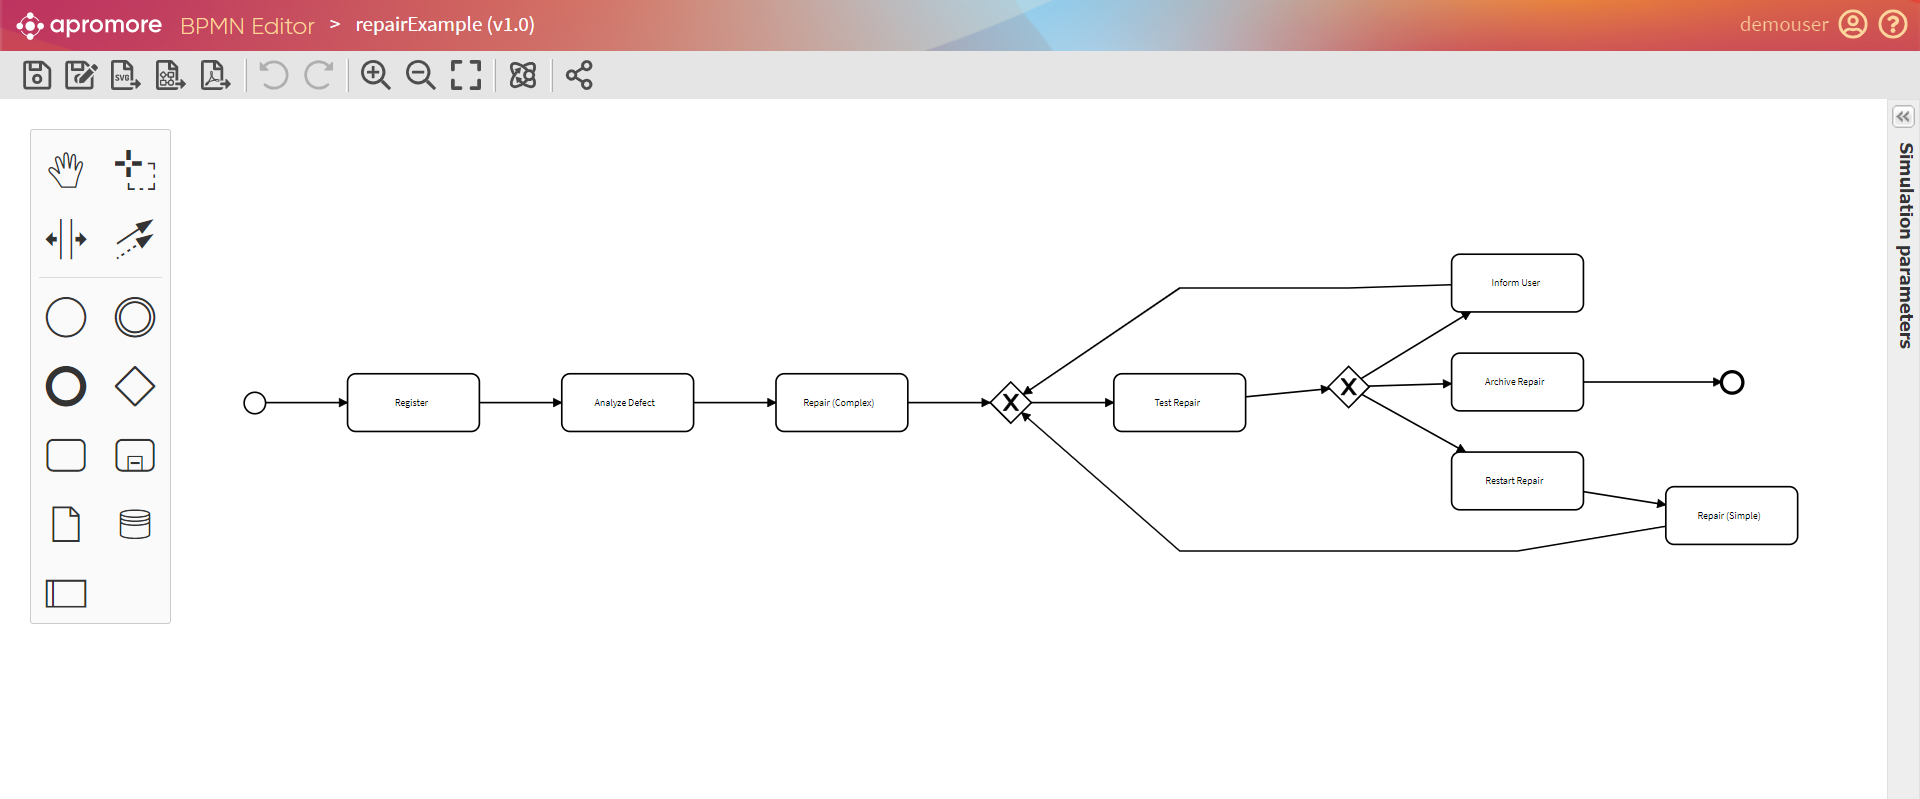 apromore BPMN Editor > repairExample (v1.0) demouser ?
SVG
Simulation parameters
Inform User
Archive Repair
Register
Analyze Defect
Repair (Complex)
X
Test Repair
X
Restart Repair
Repair (Simple)